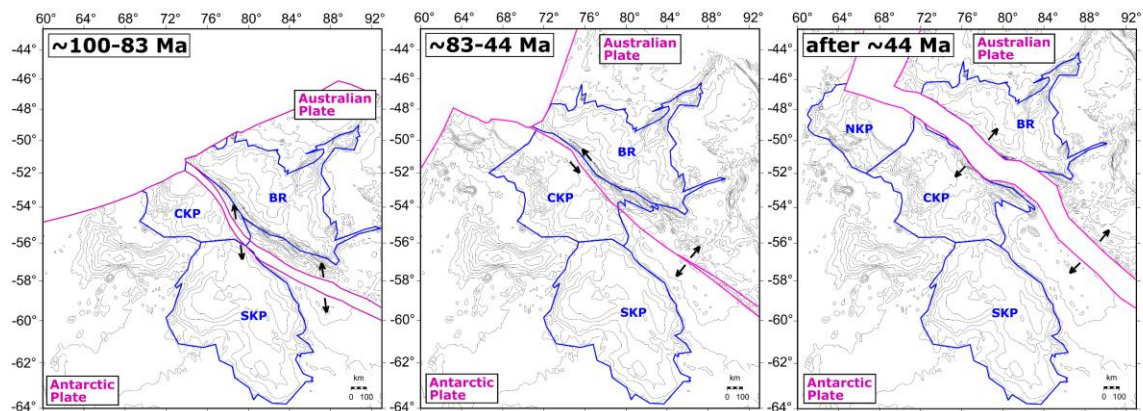 60° 64° 68° 72° 76° 80° 84° 88° 92°
~100-83 Ma
Australian
Plate
BR
CKP
SKP
Antarctic
Plate
km
0 100
-44°
-46°
-48°
-50°
-52°
-54°
-56°
-60°
-62°
-64°
60° 64° 68° 72° 76° 80° 84° 88° 92°
~83-44 Ma
Australian
Plate
BR
CKP
SKP
Antarctic
Plate
km
0 100
-44°
-46°
-48°
-50°
-52°
-54°
-56°
-60°
-62°
-64°
60° 64° 68° 72° 76° 80° 84° 88° 92°
after ~44 Ma
Australian
Plate
NKP
BR
CKP
SKP
Antarctic
Plate
km
0 100
-44°
-46°
-48°
-50°
-52°
-54°
-56°
-60°
-62°
-64°